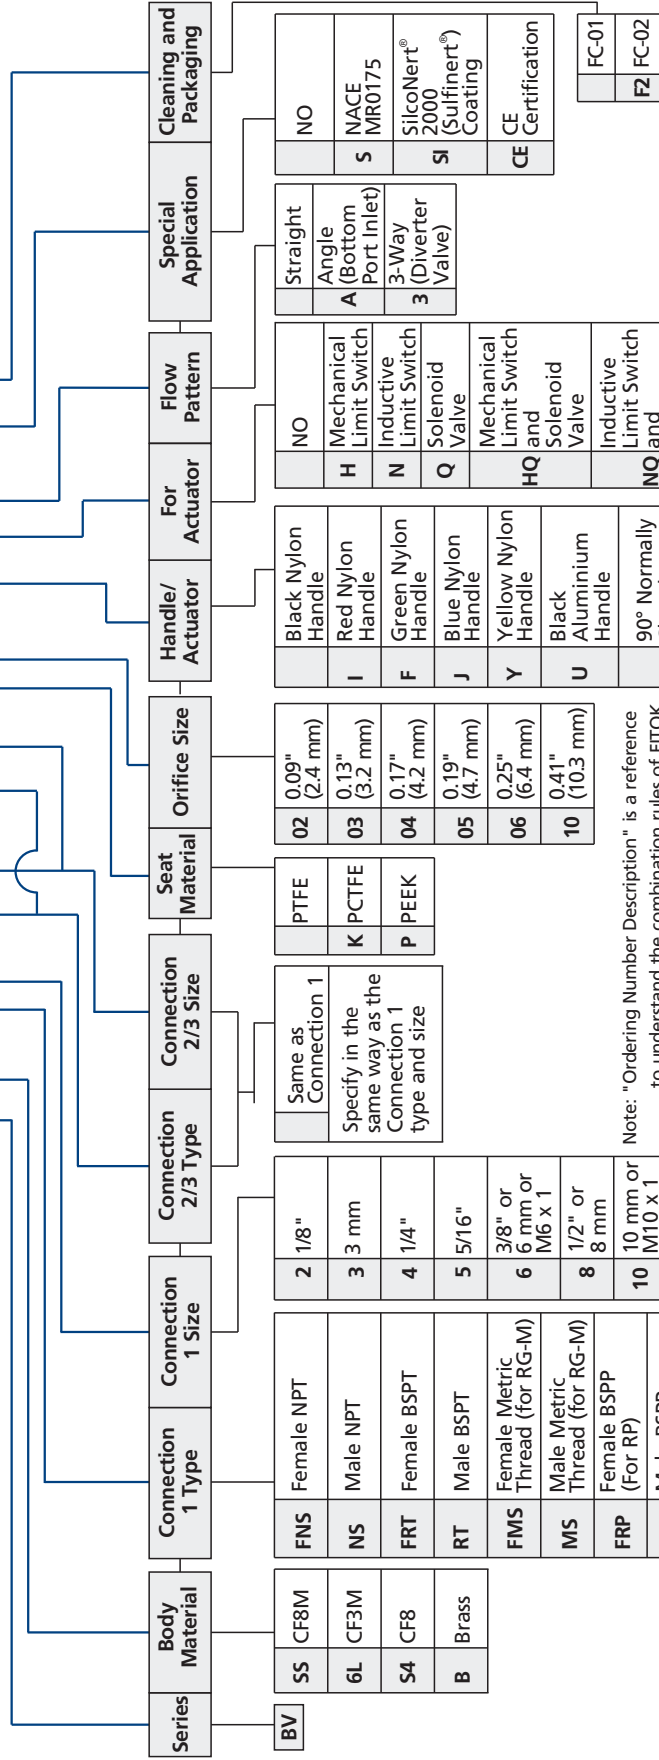 Series
Body
Material
Connection
1 Type
Connection
1 Size
Connection
2/3 Type
Connection
2/3 Size
Seat
Material
Orifice Size
Handle/
Actuator
For
Actuator
Flow
Pattern
Special
Application
Cleaning and
Packaging
BV
SS CF8M
6L CF3M
S4 CF8
B Brass
FNS Female NPT
NS Male NPT
FRT Female BSPT
RT Male BSPT
FMS Female Metric
Thread (for RG-M)
MS Male Metric
Thread (for RG-M)
FRP Female BSPP
(For RP)
Male BSPP
2 1/8"
3 3 mm
4 1/4"
5 5/16"
6 3/8" or
6 mm or
M6 x 1
8 1/2" or
8 mm
10 10 mm or
M10 x 1
Same as
Connection 1
Specify in the
same way as the
Connection 1
type and size
PTFE
K PCTFE
P PEEK
02 0.09"
(2.4 mm)
03 0.13"
(3.2 mm)
04 0.17"
(4.2 mm)
05 0.19"
(4.7 mm)
06 0.25"
(6.4 mm)
10 0.41"
(10.3 mm)
Black Nylon
Handle
I Red Nylon
Handle
F Green Nylon
Handle
J Blue Nylon
Handle
Y Yellow Nylon
Handle
U Black
Aluminium
Handle
90° Normally
NO
H Mechanical
Limit Switch
N Inductive
Limit Switch
Q Solenoid
Valve
HQ Mechanical
Limit Switch
and
Solenoid
Valve
NQ Inductive
Limit Switch
and
Straight
A Angle
(Bottom
Port Inlet)
3 3-Way
(Diverter
Valve)
NO
S NACE
MR0175
SI SilcoNert®
2000
(Sulfinert®)
Coating
CE CE
Certification
FC-01
F2 FC-02
Note: "Ordering Number Description" is a reference
to understand the combination rules of FITOK